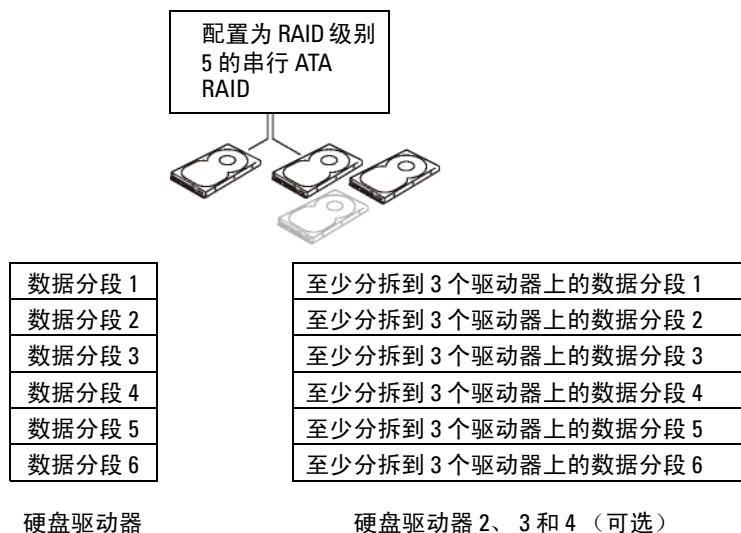 配置为 RAID 级别
5 的串行 ATA
RAID
数据分段 1
至少分拆到 3 个驱动器上的数据分段 1
数据分段 2
至少分拆到 3 个驱动器上的数据分段 2
数据分段 3
至少分拆到 3 个驱动器上的数据分段 3
数据分段 4
至少分拆到 3 个驱动器上的数据分段 4
数据分段 5
至少分拆到 3 个驱动器上的数据分段 5
数据分段 6
至少分拆到 3 个驱动器上的数据分段 6
硬盘驱动器
硬盘驱动器 2、 3 和 4 （可选）